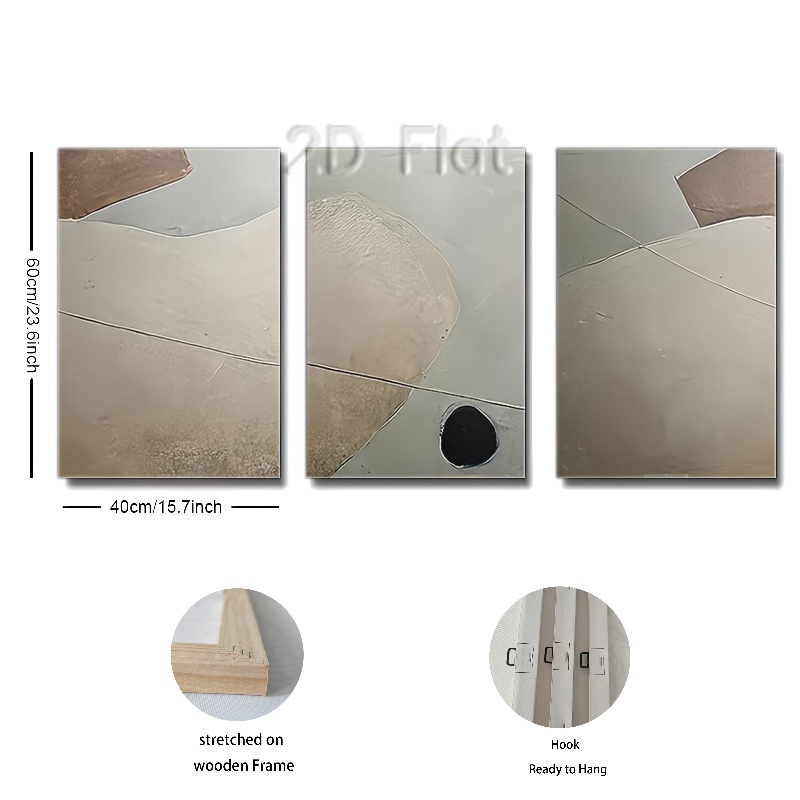 2D Flat
60cm/23.6inch
40cm/15.7inch
stretched on
wooden Frame
Hook
Ready to Hang